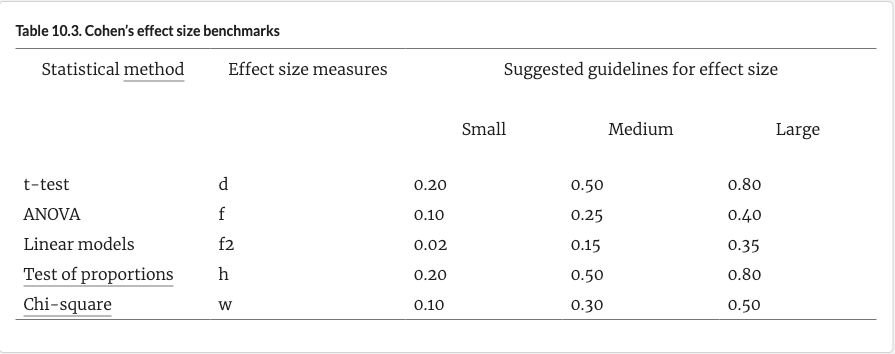 Table 10.3. Cohen's effect size benchmarks
Statistical method Effect size measures Suggested guidelines for effect size
Small Medium Large
t-test d 0.20 0.50 0.80
ANOVA f 0.10 0.25 0.40
Linear models f2 0.02 0.15 0.35
Test of proportions h 0.20 0.50 0.80
Chi-square w 0.10 0.30 0.50